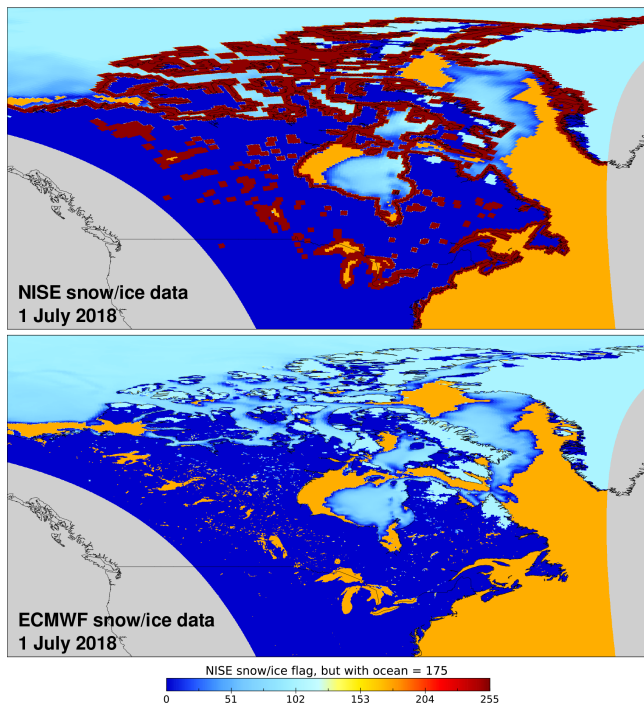 NISE snow/ice data
1 July 2018
ECMWF snow/ice data
1 July 2018
NISE snow/ice flag, but with ocean = 175
0 51 102 153 204 255